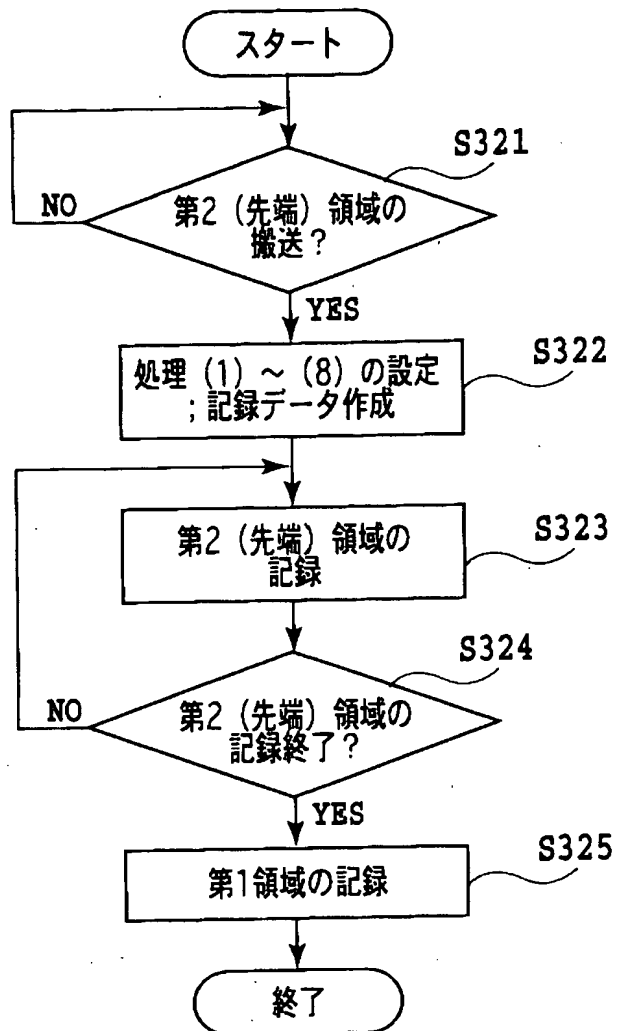 スタート
S321
第2（先端）領域の
搬送？
NO
YES
S322
処理（1）～（8）の設定
；記録データ作成
S323
第2（先端）領域の
記録
S324
第2（先端）領域の
記録終了？
NO
YES
S325
第1領域の記録
終了